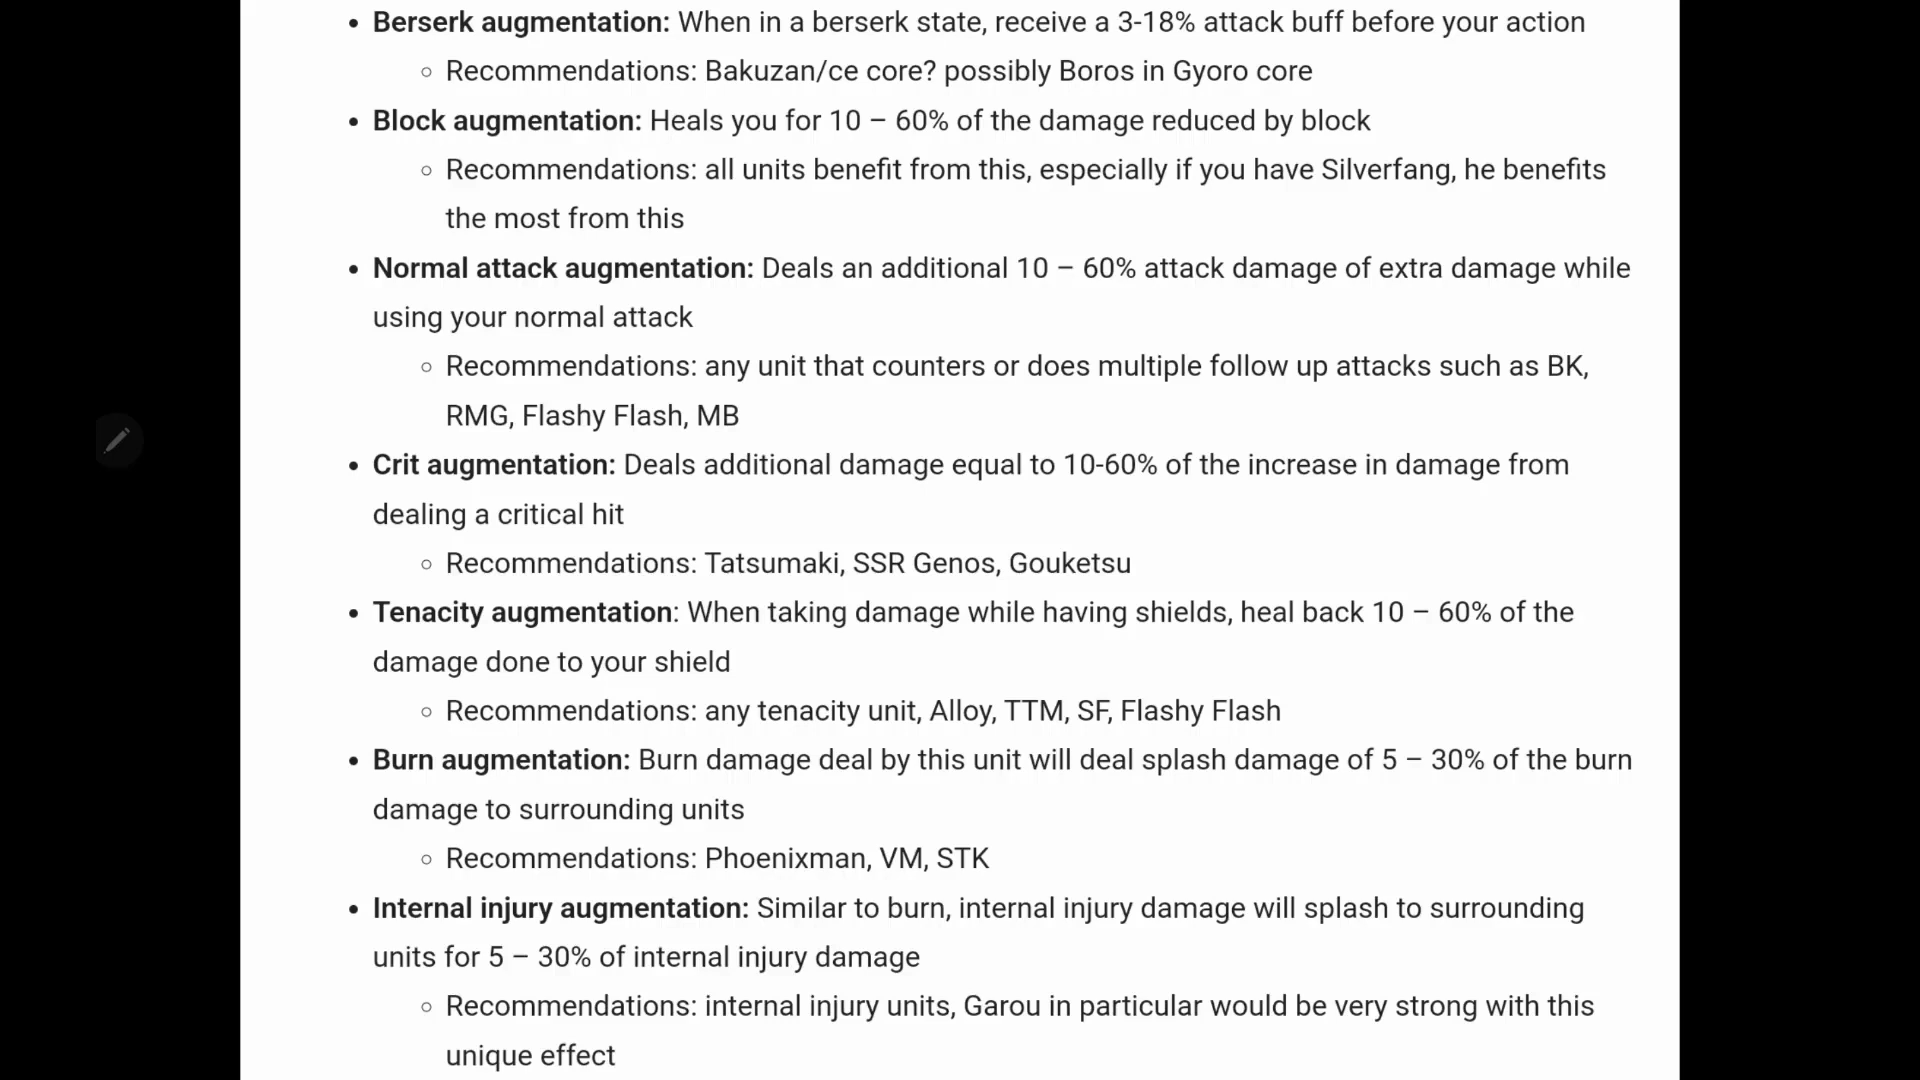 • Berserk augmentation: When in a berserk state, receive a 3-18% attack buff before your action
◦ Recommendations: Bakuzan/ce core? possibly Boros in Gyoro core
• Block augmentation: Heals you for 10 – 60% of the damage reduced by block
◦ Recommendations: all units benefit from this, especially if you have Silverfang, he benefits
the most from this
• Normal attack augmentation: Deals an additional 10 – 60% attack damage of extra damage while
using your normal attack
◦ Recommendations: any unit that counters or does multiple follow up attacks such as BK,
RMG, Flashy Flash, MB
• Crit augmentation: Deals additional damage equal to 10-60% of the increase in damage from
dealing a critical hit
◦ Recommendations: Tatsumaki, SSR Genos, Gouketsu
• Tenacity augmentation: When taking damage while having shields, heal back 10 – 60% of the
damage done to your shield
◦ Recommendations: any tenacity unit, Alloy, TTM, SF, Flashy Flash
• Burn augmentation: Burn damage deal by this unit will deal splash damage of 5 – 30% of the burn
damage to surrounding units
◦ Recommendations: Phoenixman, VM, STK
• Internal injury augmentation: Similar to burn, internal injury damage will splash to surrounding
units for 5 – 30% of internal injury damage
◦ Recommendations: internal injury units, Garou in particular would be very strong with this
unique effect